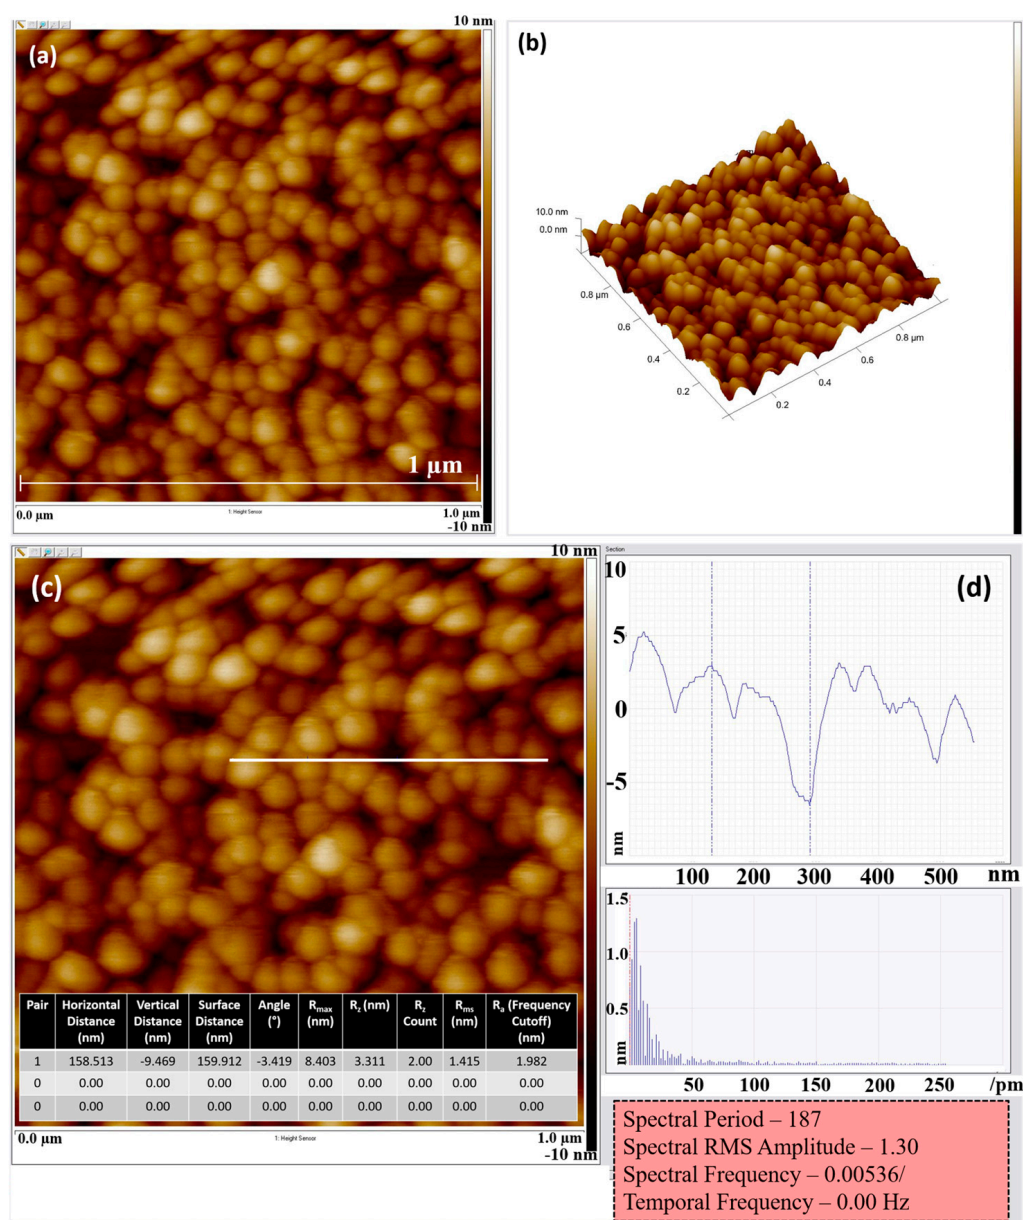 10 nm
(a)
1 µm
0.0 µm
1: Height Sensor
1.0 µm
-10 nm
(b)
10.0 nm
0.0 nm
0.8 µm
0.6
0.4
0.2
0.2
0.4
0.6
0.8 µm
10 nm
(c)
Pair Horizontal Distance (nm) Vertical Distance (nm) Surface Distance (nm) Angle (°) Rmax (nm) Rz (nm) Rz Count Rms (nm) Ra (Frequency Cutoff) (nm)
1 158.513 -9.469 159.912 -3.419 8.403 3.311 2.00 1.415 1.982
0 0.00 0.00 0.00 0.00 0.00 0.00 0.00 0.00 0.00
0 0.00 0.00 0.00 0.00 0.00 0.00 0.00 0.00 0.00
0.0 µm
1: Height Sensor
1.0 µm
-10 nm
Section
(d)
10
5
0
-5
nm
100 200 300 400 500 nm
1.5
1.0
0.5
nm
50 100 150 200 250 /pm
Spectral Period – 187
Spectral RMS Amplitude – 1.30
Spectral Frequency – 0.00536/
Temporal Frequency – 0.00 Hz